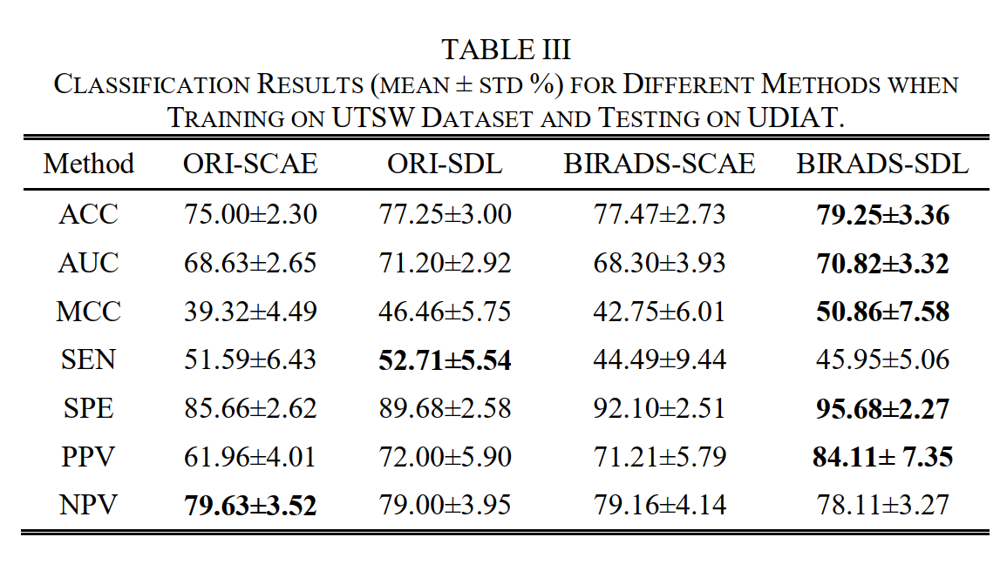 TABLE III
CLASSIFICATION RESULTS (MEAN ± STD %) FOR DIFFERENT METHODS WHEN
TRAINING ON UTSW DATASET AND TESTING ON UDIAT.
Method ORI-SCAE ORI-SDL BIRADS-SCAE BIRADS-SDL
ACC 75.00±2.30 77.25±3.00 77.47±2.73 79.25±3.36
AUC 68.63±2.65 71.20±2.92 68.30±3.93 70.82±3.32
MCC 39.32±4.49 46.46±5.75 42.75±6.01 50.86±7.58
SEN 51.59±6.43 52.71±5.54 44.49±9.44 45.95±5.06
SPE 85.66±2.62 89.68±2.58 92.10±2.51 95.68±2.27
PPV 61.96±4.01 72.00±5.90 71.21±5.79 84.11± 7.35
NPV 79.63±3.52 79.00±3.95 79.16±4.14 78.11±3.27